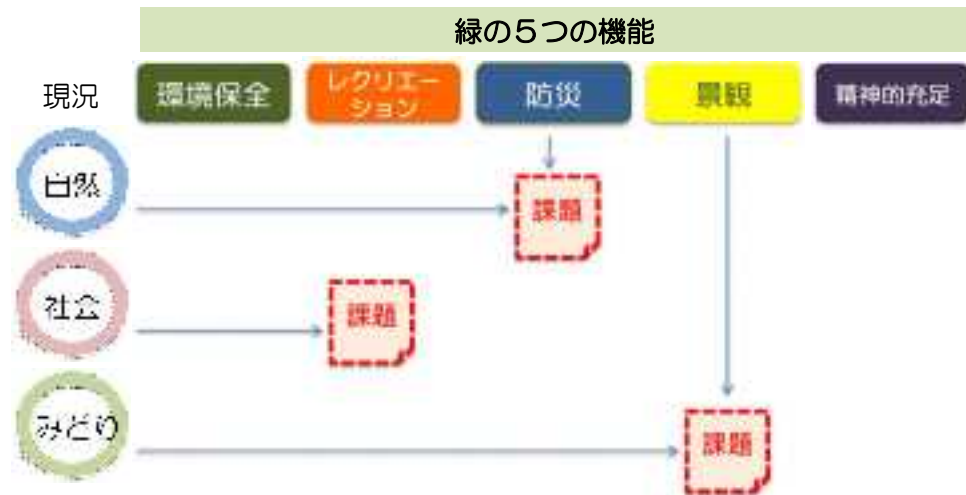 緑の5つの機能
現況
環境保全
レクリエー
ション
防災
景観
精神的充足
自然
課題
社会
課題
みどり
課題